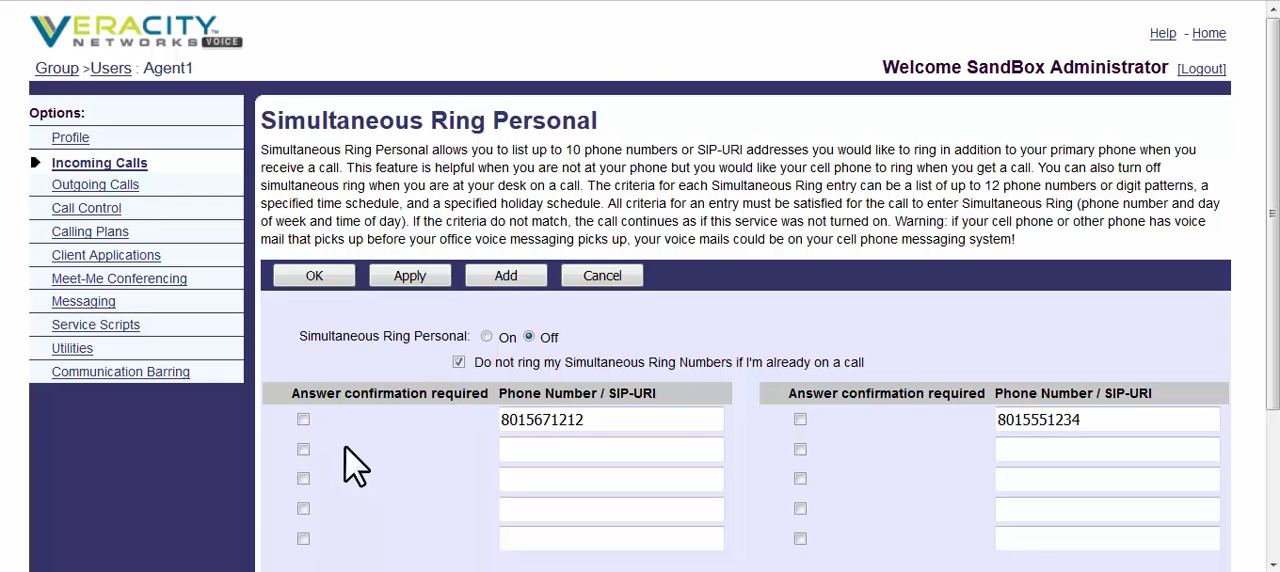 VERACITY
NETWORKS VOICE
Help - Home
Group >Users : Agent1
Welcome SandBox Administrator [Logout]
Options:
Profile
Incoming Calls
Outgoing Calls
Call Control
Calling Plans
Client Applications
Meet-Me Conferencing
Messaging
Service Scripts
Utilities
Communication Barring
Simultaneous Ring Personal
Simultaneous Ring Personal allows you to list up to 10 phone numbers or SIP-URI addresses you would like to ring in addition to your primary phone when you
receive a call. This feature is helpful when you are not at your phone but you would like your cell phone to ring when you get a call. You can also turn off
simultaneous ring when you are at your desk on a call. The criteria for each Simultaneous Ring entry can be a list of up to 12 phone numbers or digit patterns, a
specified time schedule, and a specified holiday schedule. All criteria for an entry must be satisfied for the call to enter Simultaneous Ring (phone number and day
of week and time of day). If the criteria do not match, the call continues as if this service was not turned on. Warning: if your cell phone or other phone has voice
mail that picks up before your office voice messaging picks up, your voice mails could be on your cell phone messaging system!
OK Apply Add Cancel
Simultaneous Ring Personal: On Off
Do not ring my Simultaneous Ring Numbers if I'm already on a call
Answer confirmation required Phone Number / SIP-URI Answer confirmation required Phone Number / SIP-URI
8015671212 8015551234